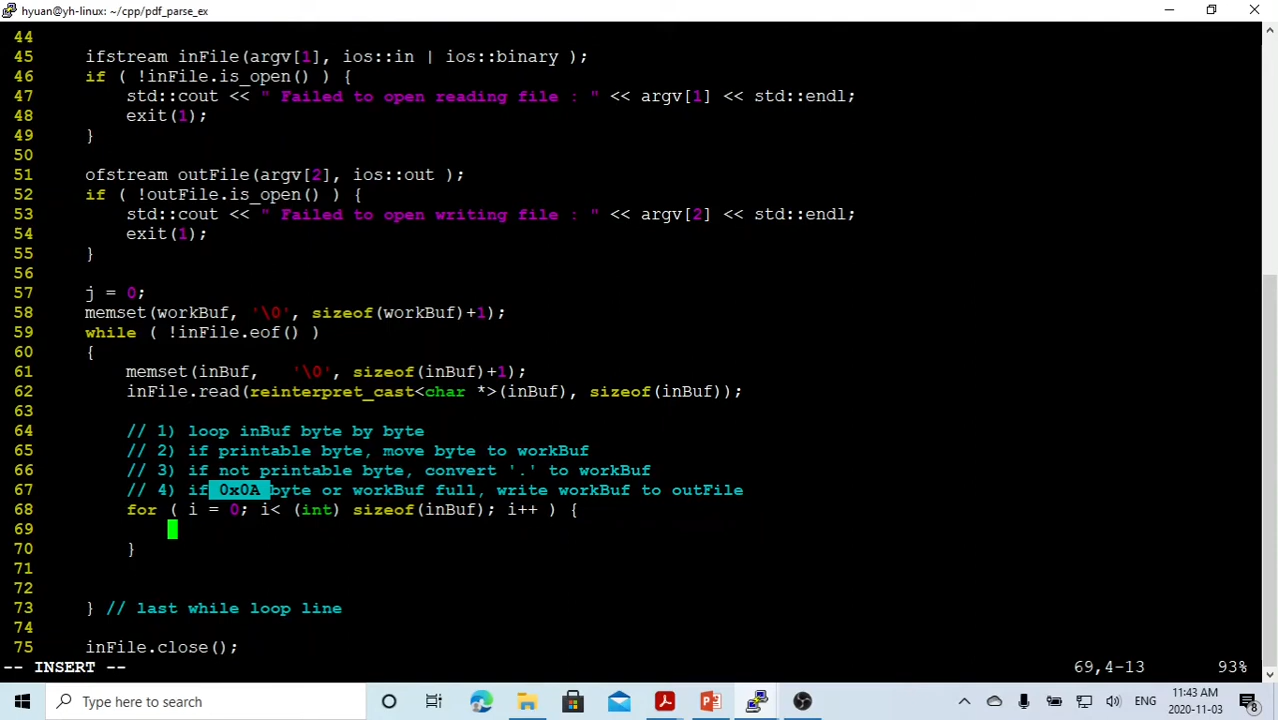 hyuan@yh-linux: ~/cpp/pdf_parse_ex
44
45     ifstream inFile(argv[1], ios::in | ios::binary );
46     if ( !inFile.is_open() ) {
47         std::cout << " Failed to open reading file : " << argv[1] << std::endl;
48         exit(1);
49     }
50
51     ofstream outFile(argv[2], ios::out );
52     if ( !outFile.is_open() ) {
53         std::cout << " Failed to open writing file : " << argv[2] << std::endl;
54         exit(1);
55     }
56
57     j = 0;
58     memset(workBuf, '\0', sizeof(workBuf)+1);
59     while ( !inFile.eof() )
60     {
61         memset(inBuf,   '\0', sizeof(inBuf)+1);
62         inFile.read(reinterpret_cast<char *>(inBuf), sizeof(inBuf));
63
64         // 1) loop inBuf byte by byte
65         // 2) if printable byte, move byte to workBuf
66         // 3) if not printable byte, convert '.' to workBuf
67         // 4) if 0x0A byte or workBuf full, write workBuf to outFile
68         for ( i = 0; i< (int) sizeof(inBuf); i++ ) {
69
70         }
71
72
73     } // last while loop line
74
75     inFile.close();
-- INSERT --                    69,4-13    93%
Type here to search
ENG
11:43 AM
2020-11-03
8